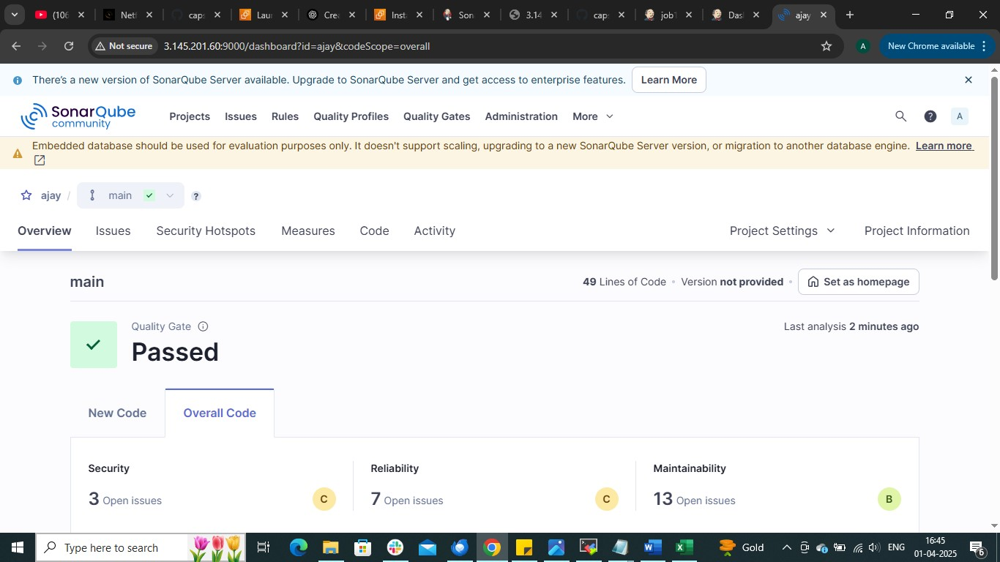 (106
Netf
caps
Laun
Crea
Insta
Son
3.14
caps
job1
Das
ajay
Not secure
3.145.201.60:9000/dashboard?id=ajay&codeScope=overall
A
New Chrome available
There's a new version of SonarQube Server available. Upgrade to SonarQube Server and get access to enterprise features.
Learn More
SonarQube
community
Projects
Issues
Rules
Quality Profiles
Quality Gates
Administration
More
?
A
Embedded database should be used for evaluation purposes only. It doesn't support scaling, upgrading to a new SonarQube Server version, or migration to another database engine. Learn more
ajay / main
?
Overview
Issues
Security Hotspots
Measures
Code
Activity
Project Settings
Project Information
main
49 Lines of Code • Version not provided •
Set as homepage
Quality Gate
Last analysis 2 minutes ago
Passed
New Code
Overall Code
Security
Reliability
Maintainability
3 Open issues
C
7 Open issues
C
13 Open issues
B
Type here to search
Gold
ENG
16:45
01-04-2025
6